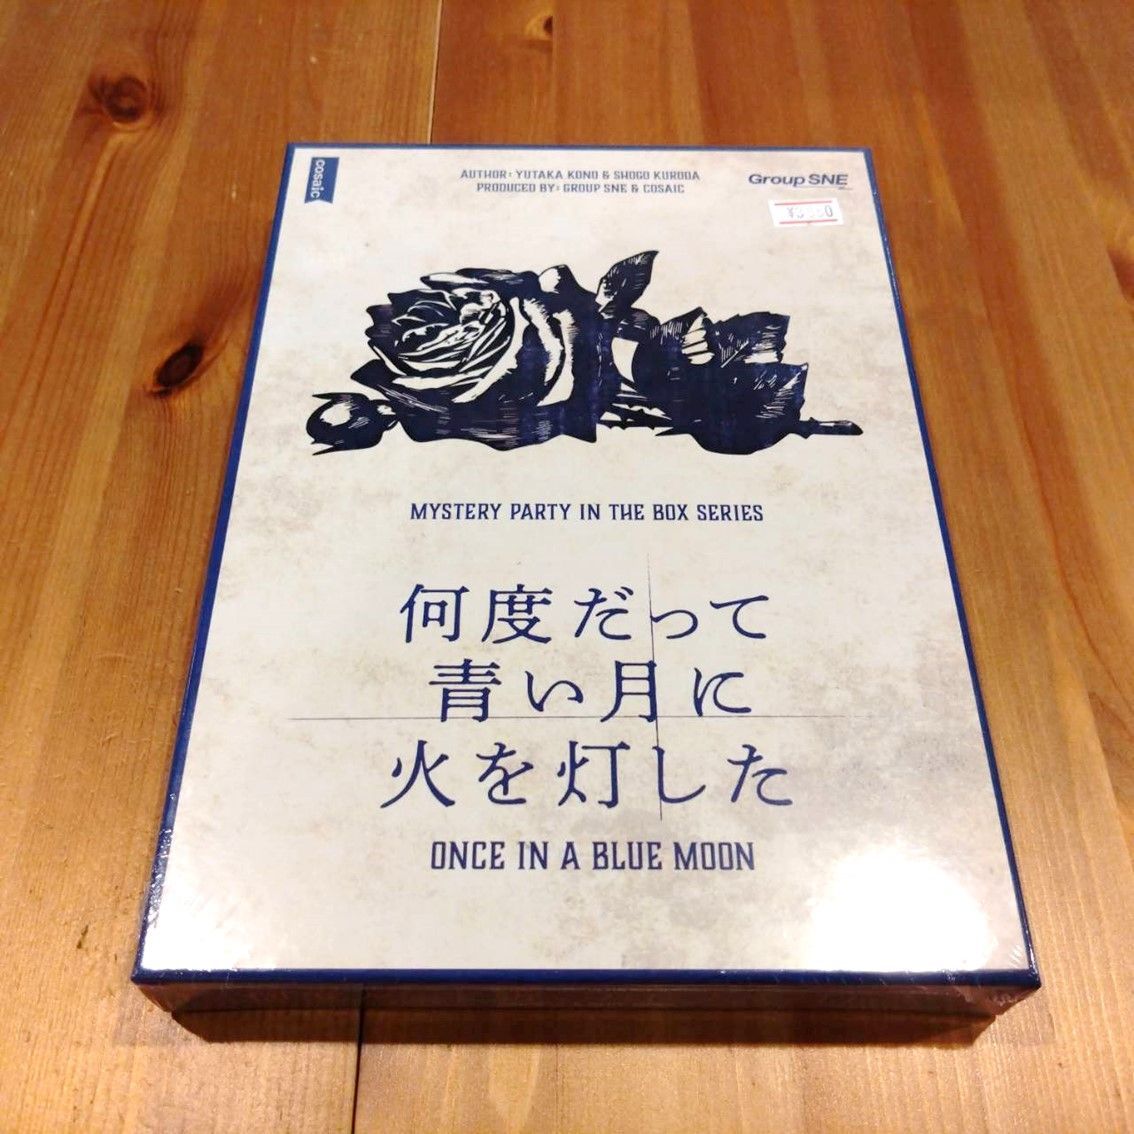 cosaic
AUTHOR: YUTAKA KONO & SHOGO KURODA
PRODUCED BY: GROUP SNE & COSAIC
Group SNE
MYSTERY PARTY IN THE BOX SERIES
何度だって
青い月に
火を灯した
ONCE IN A BLUE MOON